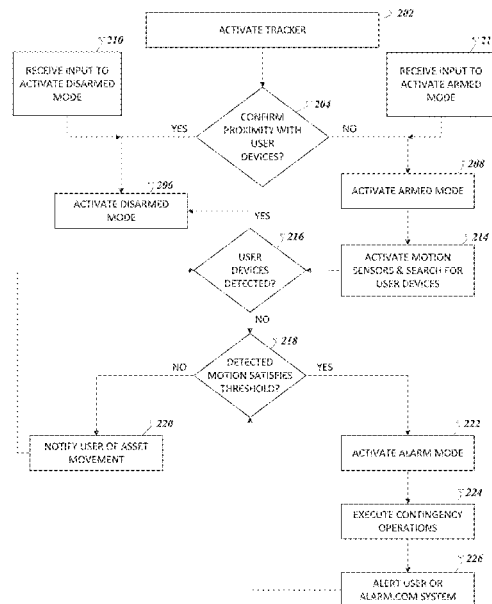 202
ACTIVATE TRACKER
210
RECEIVE INPUT TO
ACTIVATE DISARMED
MODE
21
RECEIVE INPUT TO
ACTIVATE ARMED
MODE
204
CONFIRM
PROXIMITY WITH
USER
DEVICES?
YES
NO
206
ACTIVATE DISARMED
MODE
208
ACTIVATE ARMED MODE
YES
216
USER
DEVICES
DETECTED?
214
ACTIVATE MOTION
SENSORS & SEARCH FOR
USER DEVICES
NO
218
DETECTED
MOTION SATISFIES
THRESHOLD?
NO
YES
220
NOTIFY USER OF ASSET
MOVEMENT
222
ACTIVATE ALARM MODE
224
EXECUTE CONTINGENCY
OPERATIONS
226
ALERT USER OR
ALARM.COM SYSTEM